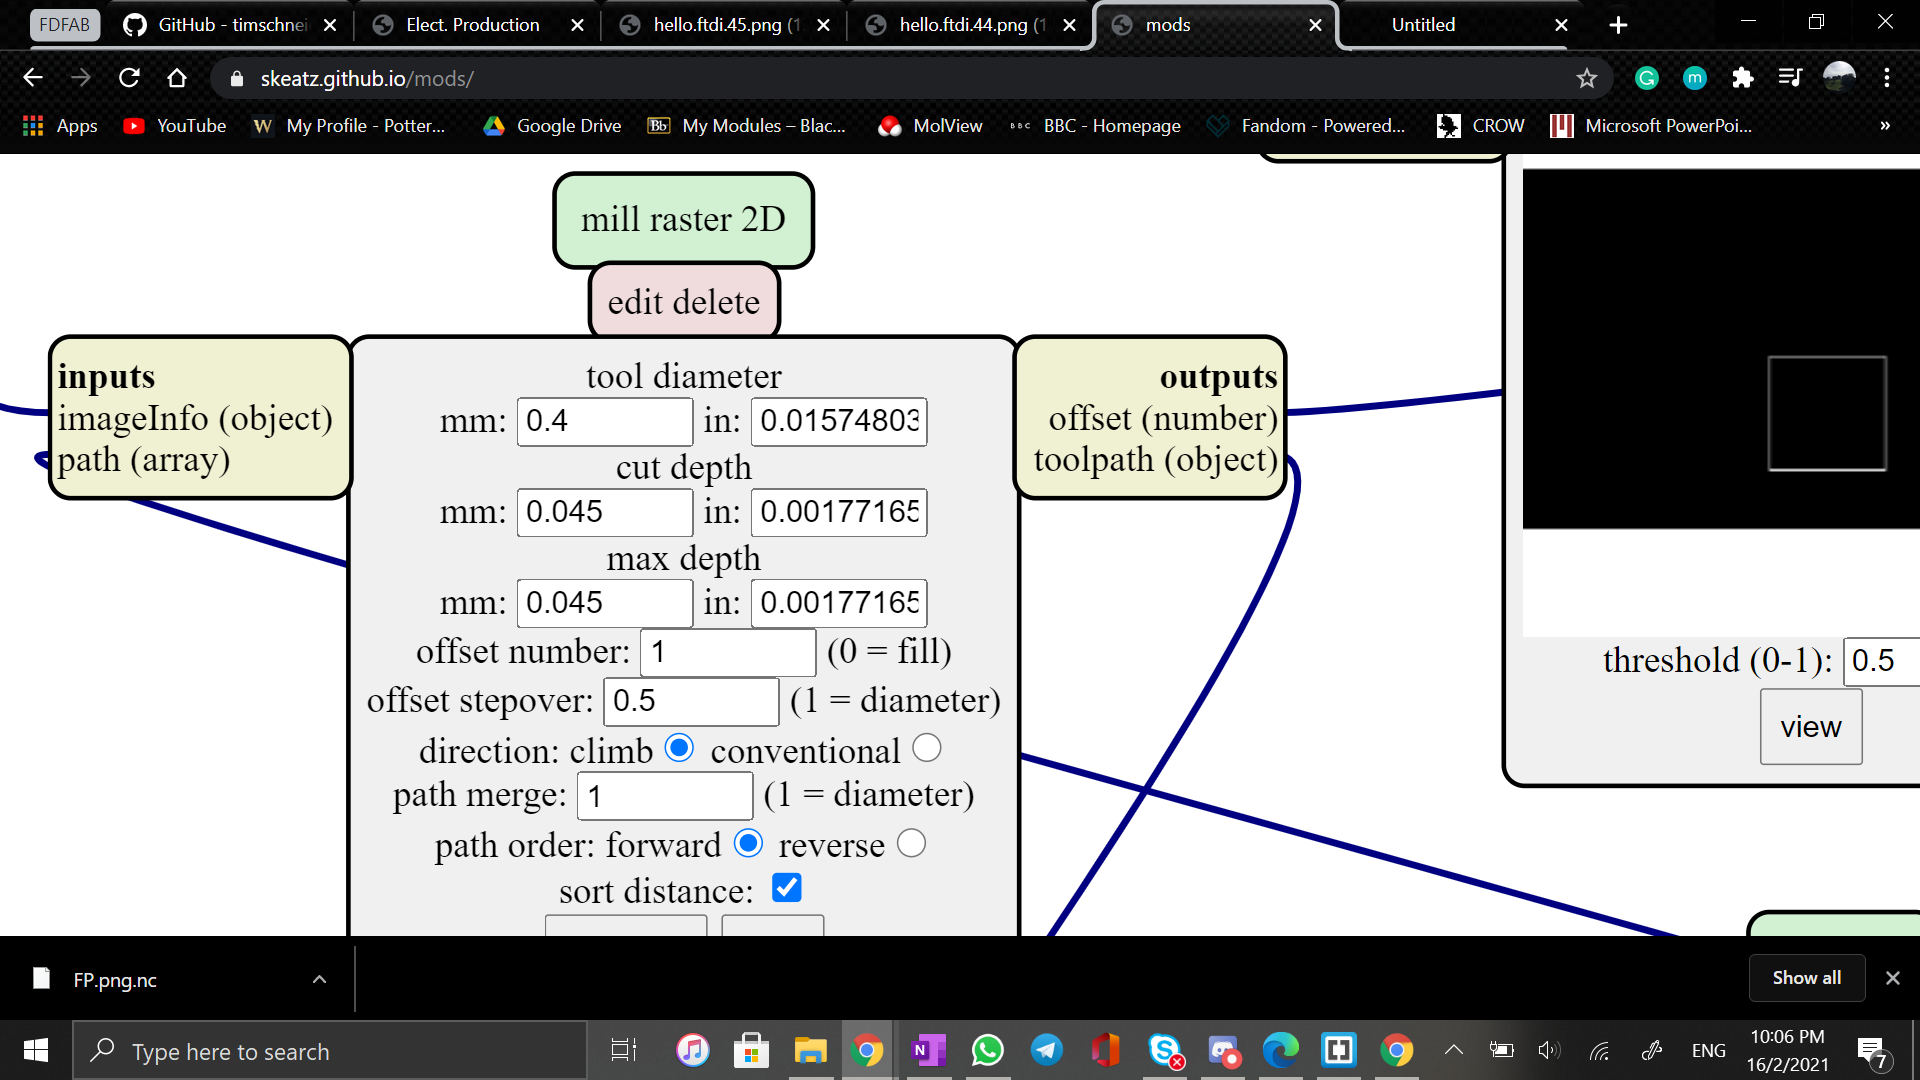 FDFAB
GitHub - timschnei
Elect. Production
hello.ftdi.45.png (1
hello.ftdi.44.png (1
mods
Untitled
skeatz.github.io/mods/
Apps
YouTube
W My Profile - Potter...
Google Drive
Bb My Modules – Blac...
MolView
BBC BBC - Homepage
Fandom - Powered...
CROW
Microsoft PowerPoi...
»
mill raster 2D
edit delete
inputs
imageInfo (object)
path (array)
tool diameter
mm: 0.4 in: 0.01574803
cut depth
mm: 0.045 in: 0.00177165
max depth
mm: 0.045 in: 0.00177165
offset number: 1 (0 = fill)
offset stepover: 0.5 (1 = diameter)
direction: climb conventional
path merge: 1 (1 = diameter)
path order: forward reverse
sort distance:
outputs
offset (number)
toolpath (object)
threshold (0-1): 0.5
view
FP.png.nc
Show all
Type here to search
ENG
10:06 PM
16/2/2021
7